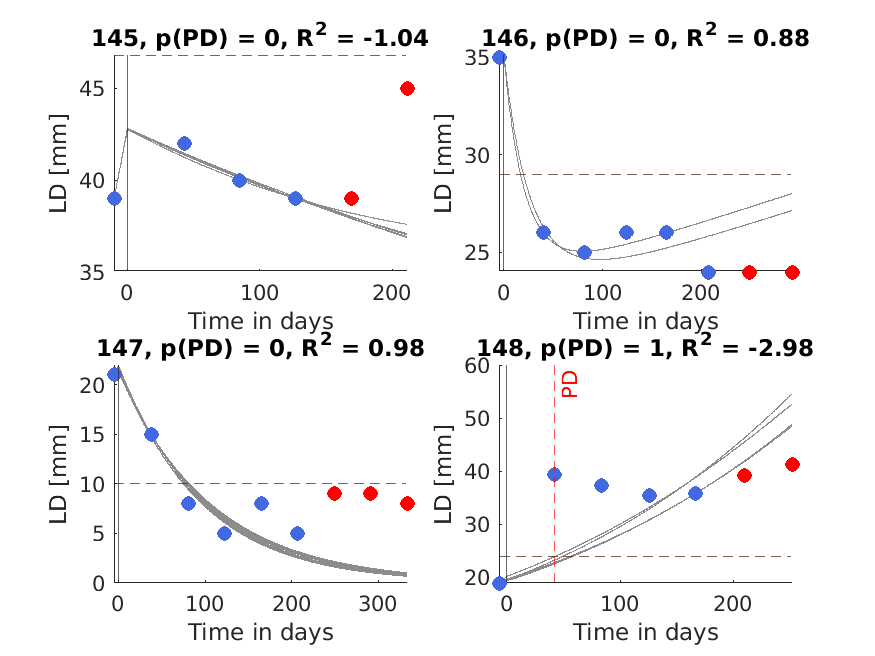 145, p(PD) = 0, R² = -1.04
45
40
35
LD [mm]
0
100
200
Time in days
146, p(PD) = 0, R² = 0.88
35
30
25
LD [mm]
0
100
200
Time in days
147, p(PD) = 0, R² = 0.98
20
15
10
5
0
LD [mm]
0
100
200
300
Time in days
148, p(PD) = 1, R² = -2.98
60
50
40
30
20
LD [mm]
PD
0
100
200
Time in days